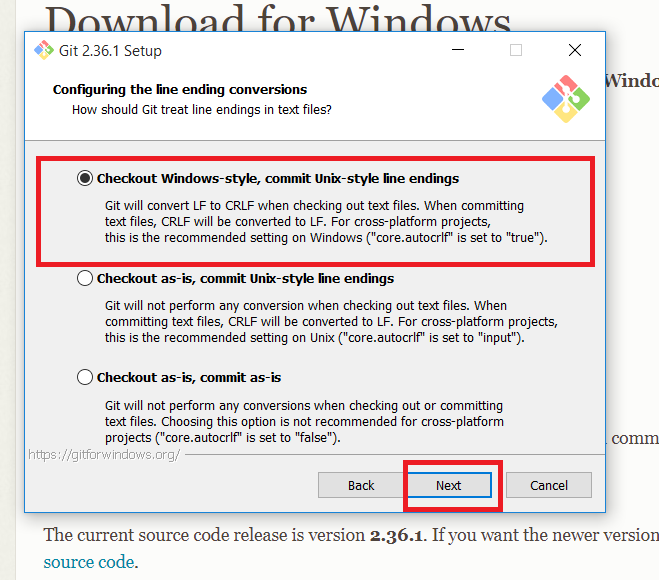 Download for Windows
Git 2.36.1 Setup
Windo
Configuring the line ending conversions
How should Git treat line endings in text files?
Checkout Windows-style, commit Unix-style line endings
Git will convert LF to CRLF when checking out text files. When committing
text files, CRLF will be converted to LF. For cross-platform projects,
this is the recommended setting on Windows ("core.autocrlf" is set to "true").
Checkout as-is, commit Unix-style line endings
Git will not perform any conversion when checking out text files. When
committing text files, CRLF will be converted to LF. For cross-platform projects,
this is the recommended setting on Unix ("core.autocrlf" is set to "input").
Checkout as-is, commit as-is
Git will not perform any conversions when checking out or committing
text files. Choosing this option is not recommended for cross-platform
projects ("core.autocrlf" is set to "false").
comm
https://gitforwindows.org/
Back Next Cancel
The current source code release is version 2.36.1. If you want the newer version
source code.